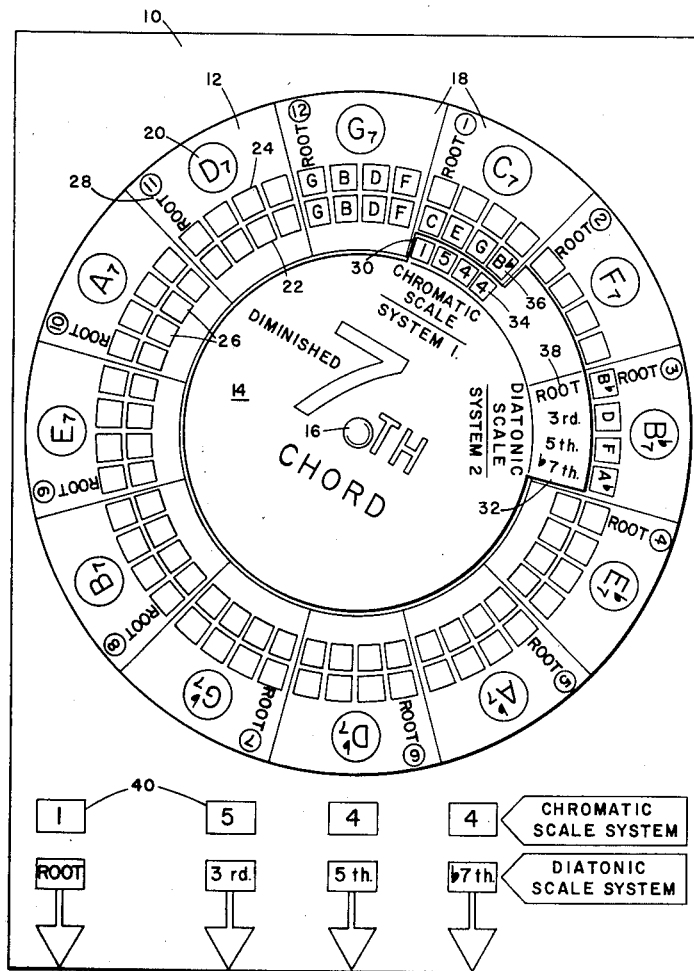 10
12
18
20
24
28
ROOT 12
G7
ROOT 1
C7
ROOT 11
D7
ROOT 2
F7
G B D F
G B D F
C E G B♭
1 5 4 4
30
36
34
22
26
ROOT 10
A7
CHROMATIC
SCALE
SYSTEM 1.
DIMINISHED
7
TH
CHORD
14
16
DIATONIC
SCALE
SYSTEM 2
38
ROOT
3rd.
5th.
♭7th.
32
B♭ D F A♭
ROOT 3
B♭7
ROOT 9
E7
ROOT 4
E♭7
ROOT 8
B7
ROOT 5
A♭7
ROOT 7
G♭7
ROOT 6
D♭7
40
1
5
4
4
CHROMATIC
SCALE SYSTEM
ROOT
3 rd.
5 th.
♭7th.
DIATONIC
SCALE SYSTEM